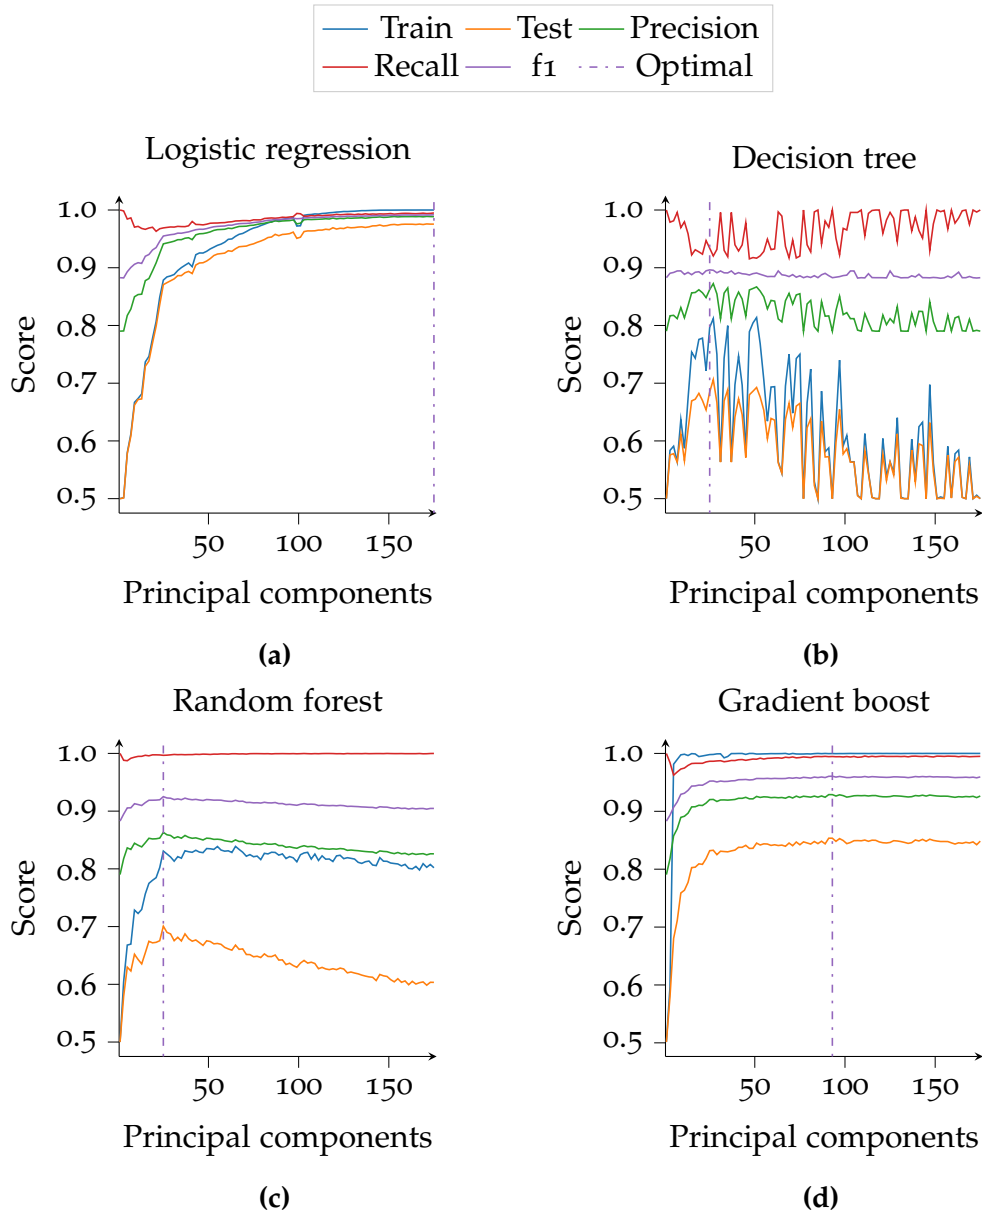 Train Test Precision
Recall f1 Optimal
Logistic regression
1.0
0.9
0.8
0.7
0.6
0.5
Score
50 100 150
Principal components
(a)
Decision tree
1.0
0.9
0.8
0.7
0.6
0.5
Score
50 100 150
Principal components
(b)
Random forest
1.0
0.9
0.8
0.7
0.6
0.5
Score
50 100 150
Principal components
(c)
Gradient boost
1.0
0.9
0.8
0.7
0.6
0.5
Score
50 100 150
Principal components
(d)